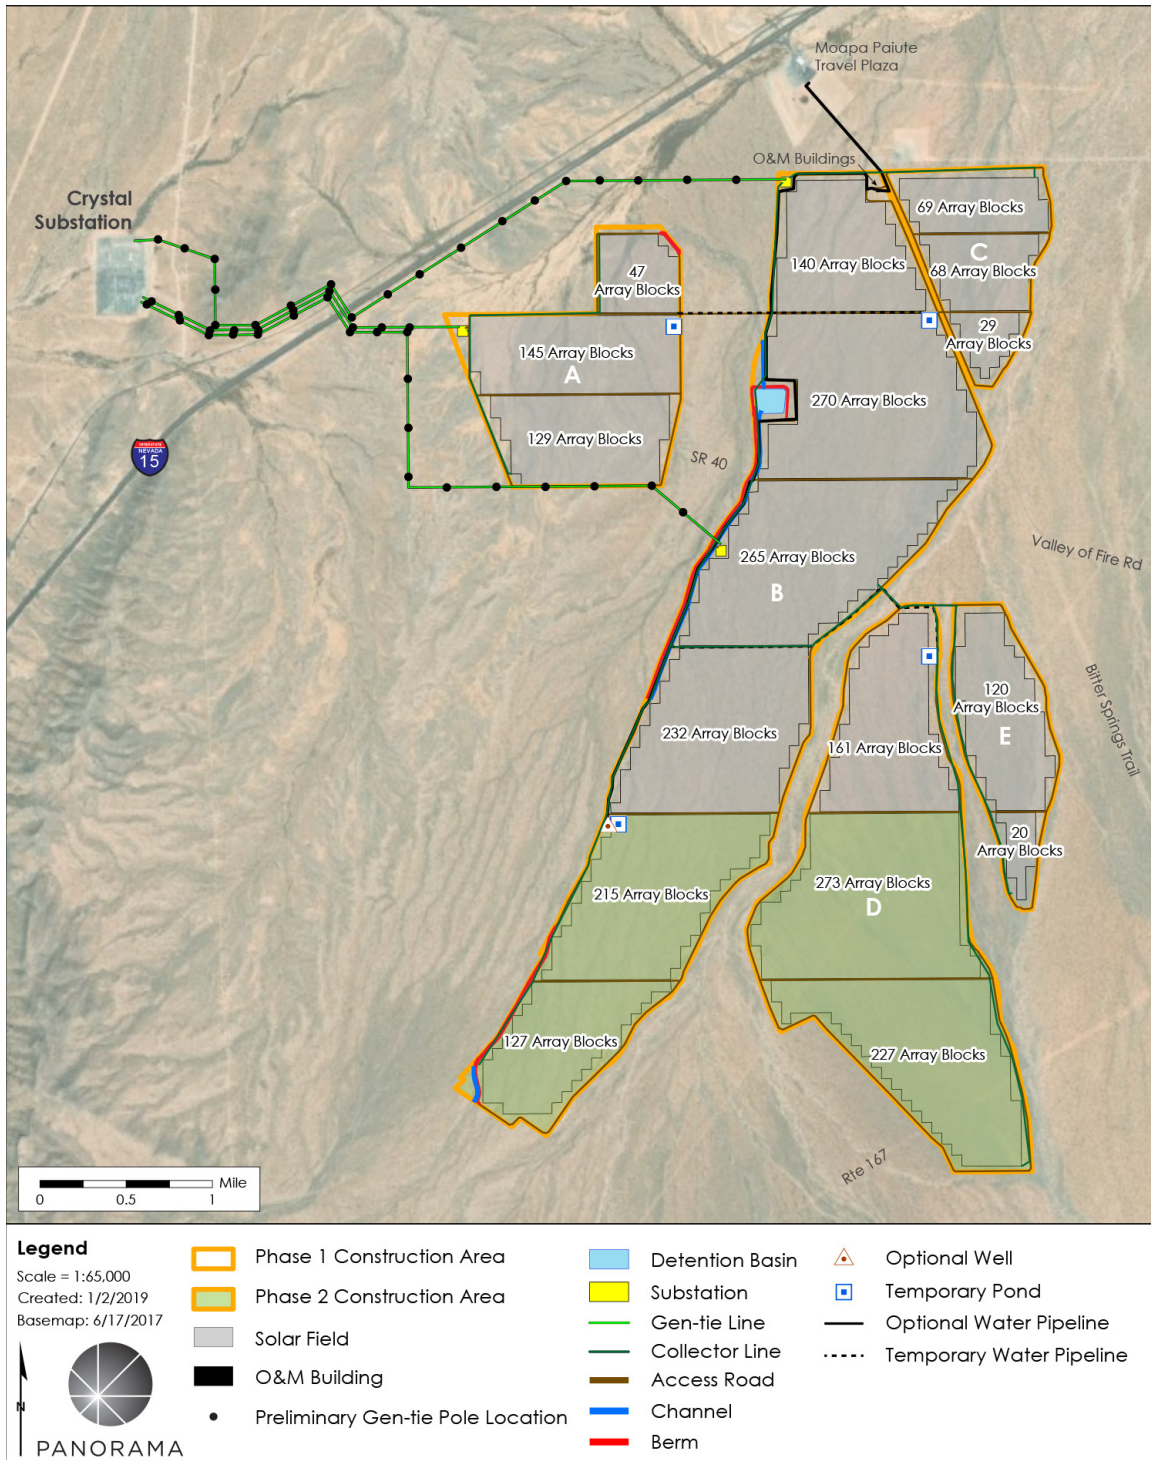 Moapa Paiute
Travel Plaza
O&M Buildings
Crystal
Substation
69 Array Blocks
C
68 Array Blocks
140 Array Blocks
47
Array Blocks
29
Array Blocks
145 Array Blocks
A
270 Array Blocks
129 Array Blocks
INTERSTATE
NEVADA
15
SR 40
Valley of Fire Rd
265 Array Blocks
B
Bitter Springs Trail
120
Array Blocks
E
232 Array Blocks
161 Array Blocks
20
Array Blocks
215 Array Blocks
273 Array Blocks
D
127 Array Blocks
227 Array Blocks
Rte 167
Mile
0 0.5 1
Legend
Scale = 1:65,000
Created: 1/2/2019
Basemap: 6/17/2017
N
PANORAMA
Phase 1 Construction Area
Phase 2 Construction Area
Solar Field
O&M Building
Preliminary Gen-tie Pole Location
Detention Basin
Substation
Gen-tie Line
Collector Line
Access Road
Channel
Berm
Optional Well
Temporary Pond
Optional Water Pipeline
Temporary Water Pipeline